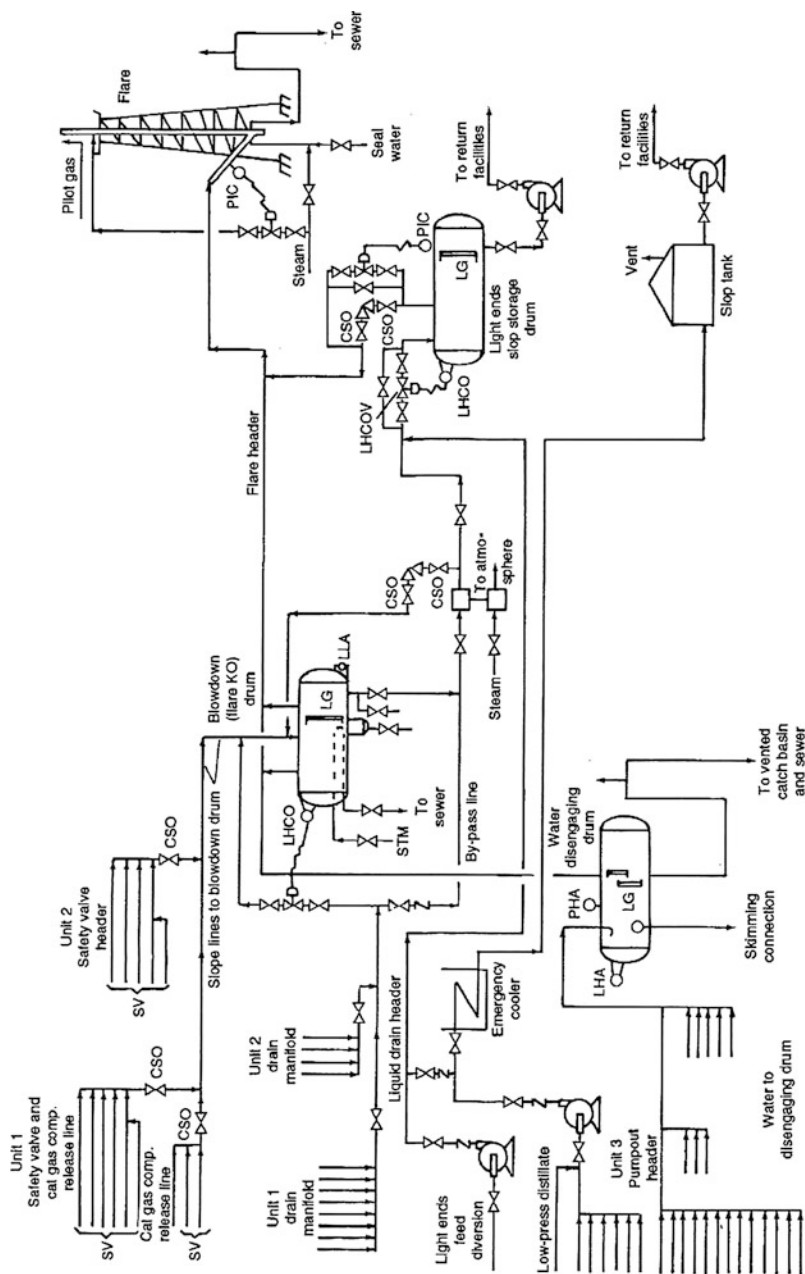 Unit 1
Safety valve and
cat gas comp.
release line
SV
CSO
Cat gas comp.
release line
SV
CSO
Unit 2
Safety valve
header
SV
CSO
Slope lines to blowdown drum
Blowdown
(flare KO)
drum
LHCO
LG
LLA
STM
To
sewer
Flare header
Pilot gas
Flare
To
sewer
PIC
Steam
Seal
water
CSO
CSO
PIC
LG
Light ends
slop storage
drum
LHCOV
LHCO
To return
facilities
To return
facilities
Vent
Slop tank
CSO
CSO
To atmo-
sphere
Steam
By-pass line
Unit 1
drain
manifold
Unit 2
drain
manifold
Liquid drain header
Emergency
cooler
Light ends
feed
diversion
Low-press distillate
Unit 3
Pumpout
header
Water to
disengaging drum
Water
disengaging
drum
PHA
LG
LHA
Skimming
connection
To vented
catch basin
and sewer